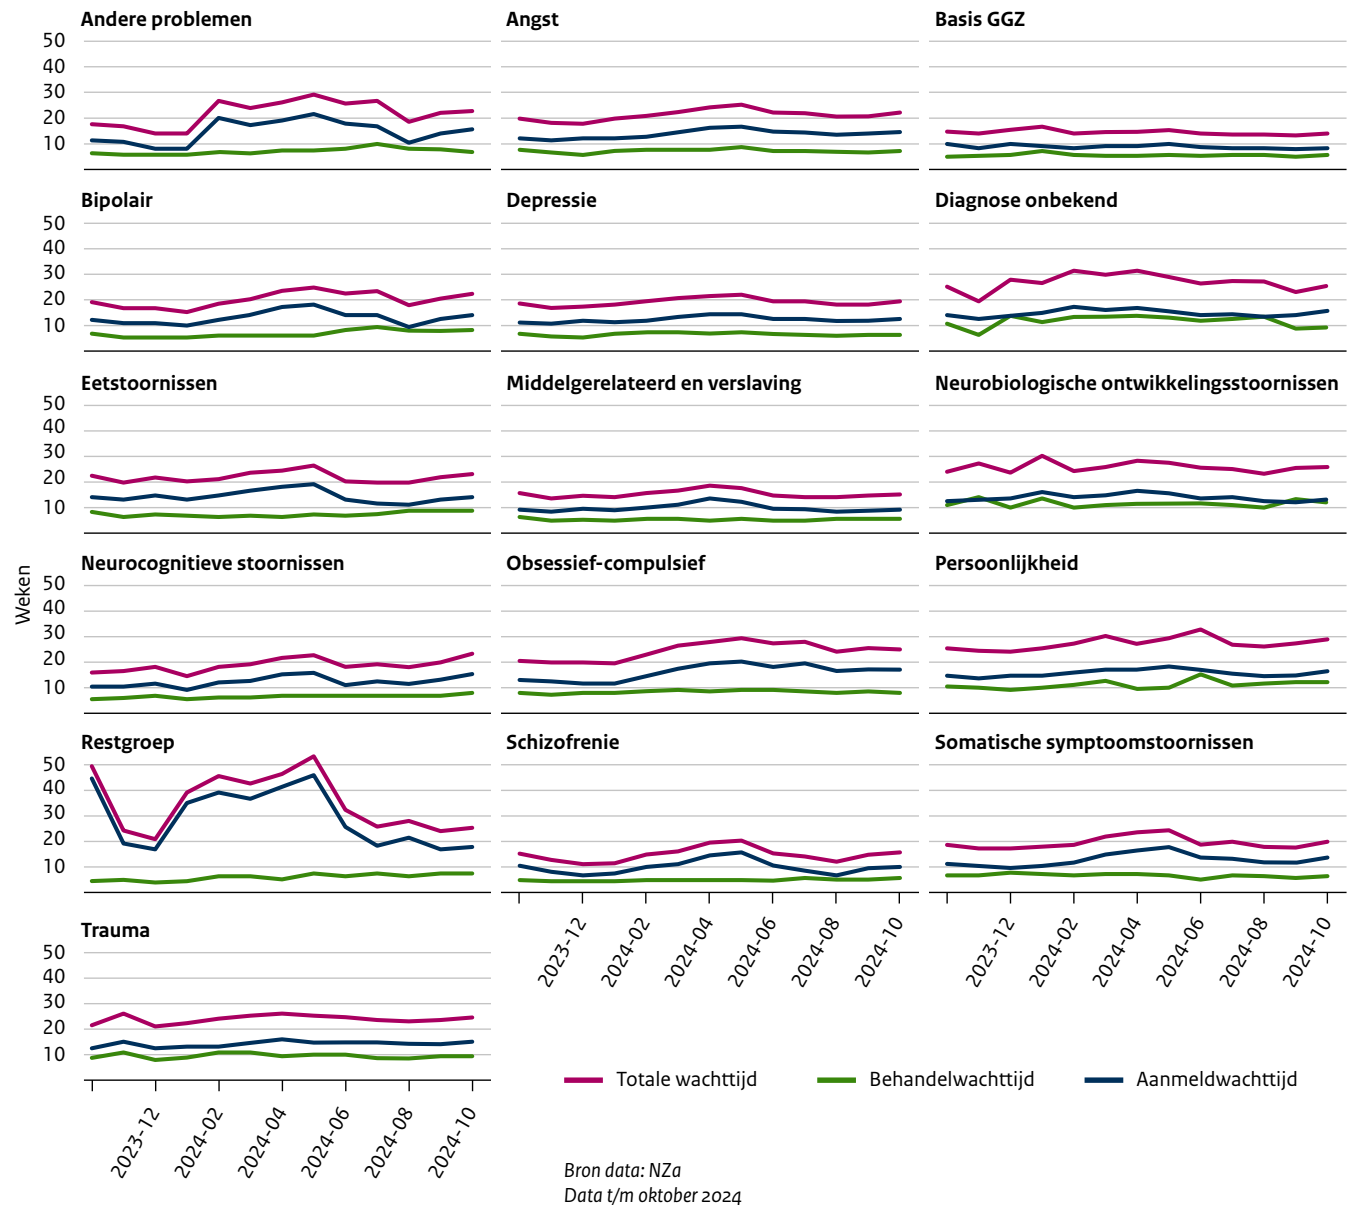 Andere problemen
Angst
Basis GGZ
50
40
30
20
10
Bipolair
Depressie
Diagnose onbekend
50
40
30
20
10
Eetstoornissen
Middelgerelateerd en verslaving
Neurobiologische ontwikkelingsstoornissen
50
40
30
20
10
Neurocognitieve stoornissen
Obsessief-compulsief
Persoonlijkheid
Weken
50
40
30
20
10
Restgroep
Schizofrenie
Somatische symptoomstoornissen
50
40
30
20
10
2023-12
2024-02
2024-04
2024-06
2024-08
2024-10
2023-12
2024-02
2024-04
2024-06
2024-08
2024-10
Trauma
50
40
30
20
10
2023-12
2024-02
2024-04
2024-06
2024-08
2024-10
Totale wachttijd
Behandelwachttijd
Aanmeldwachttijd
Bron data: NZa
Data t/m oktober 2024